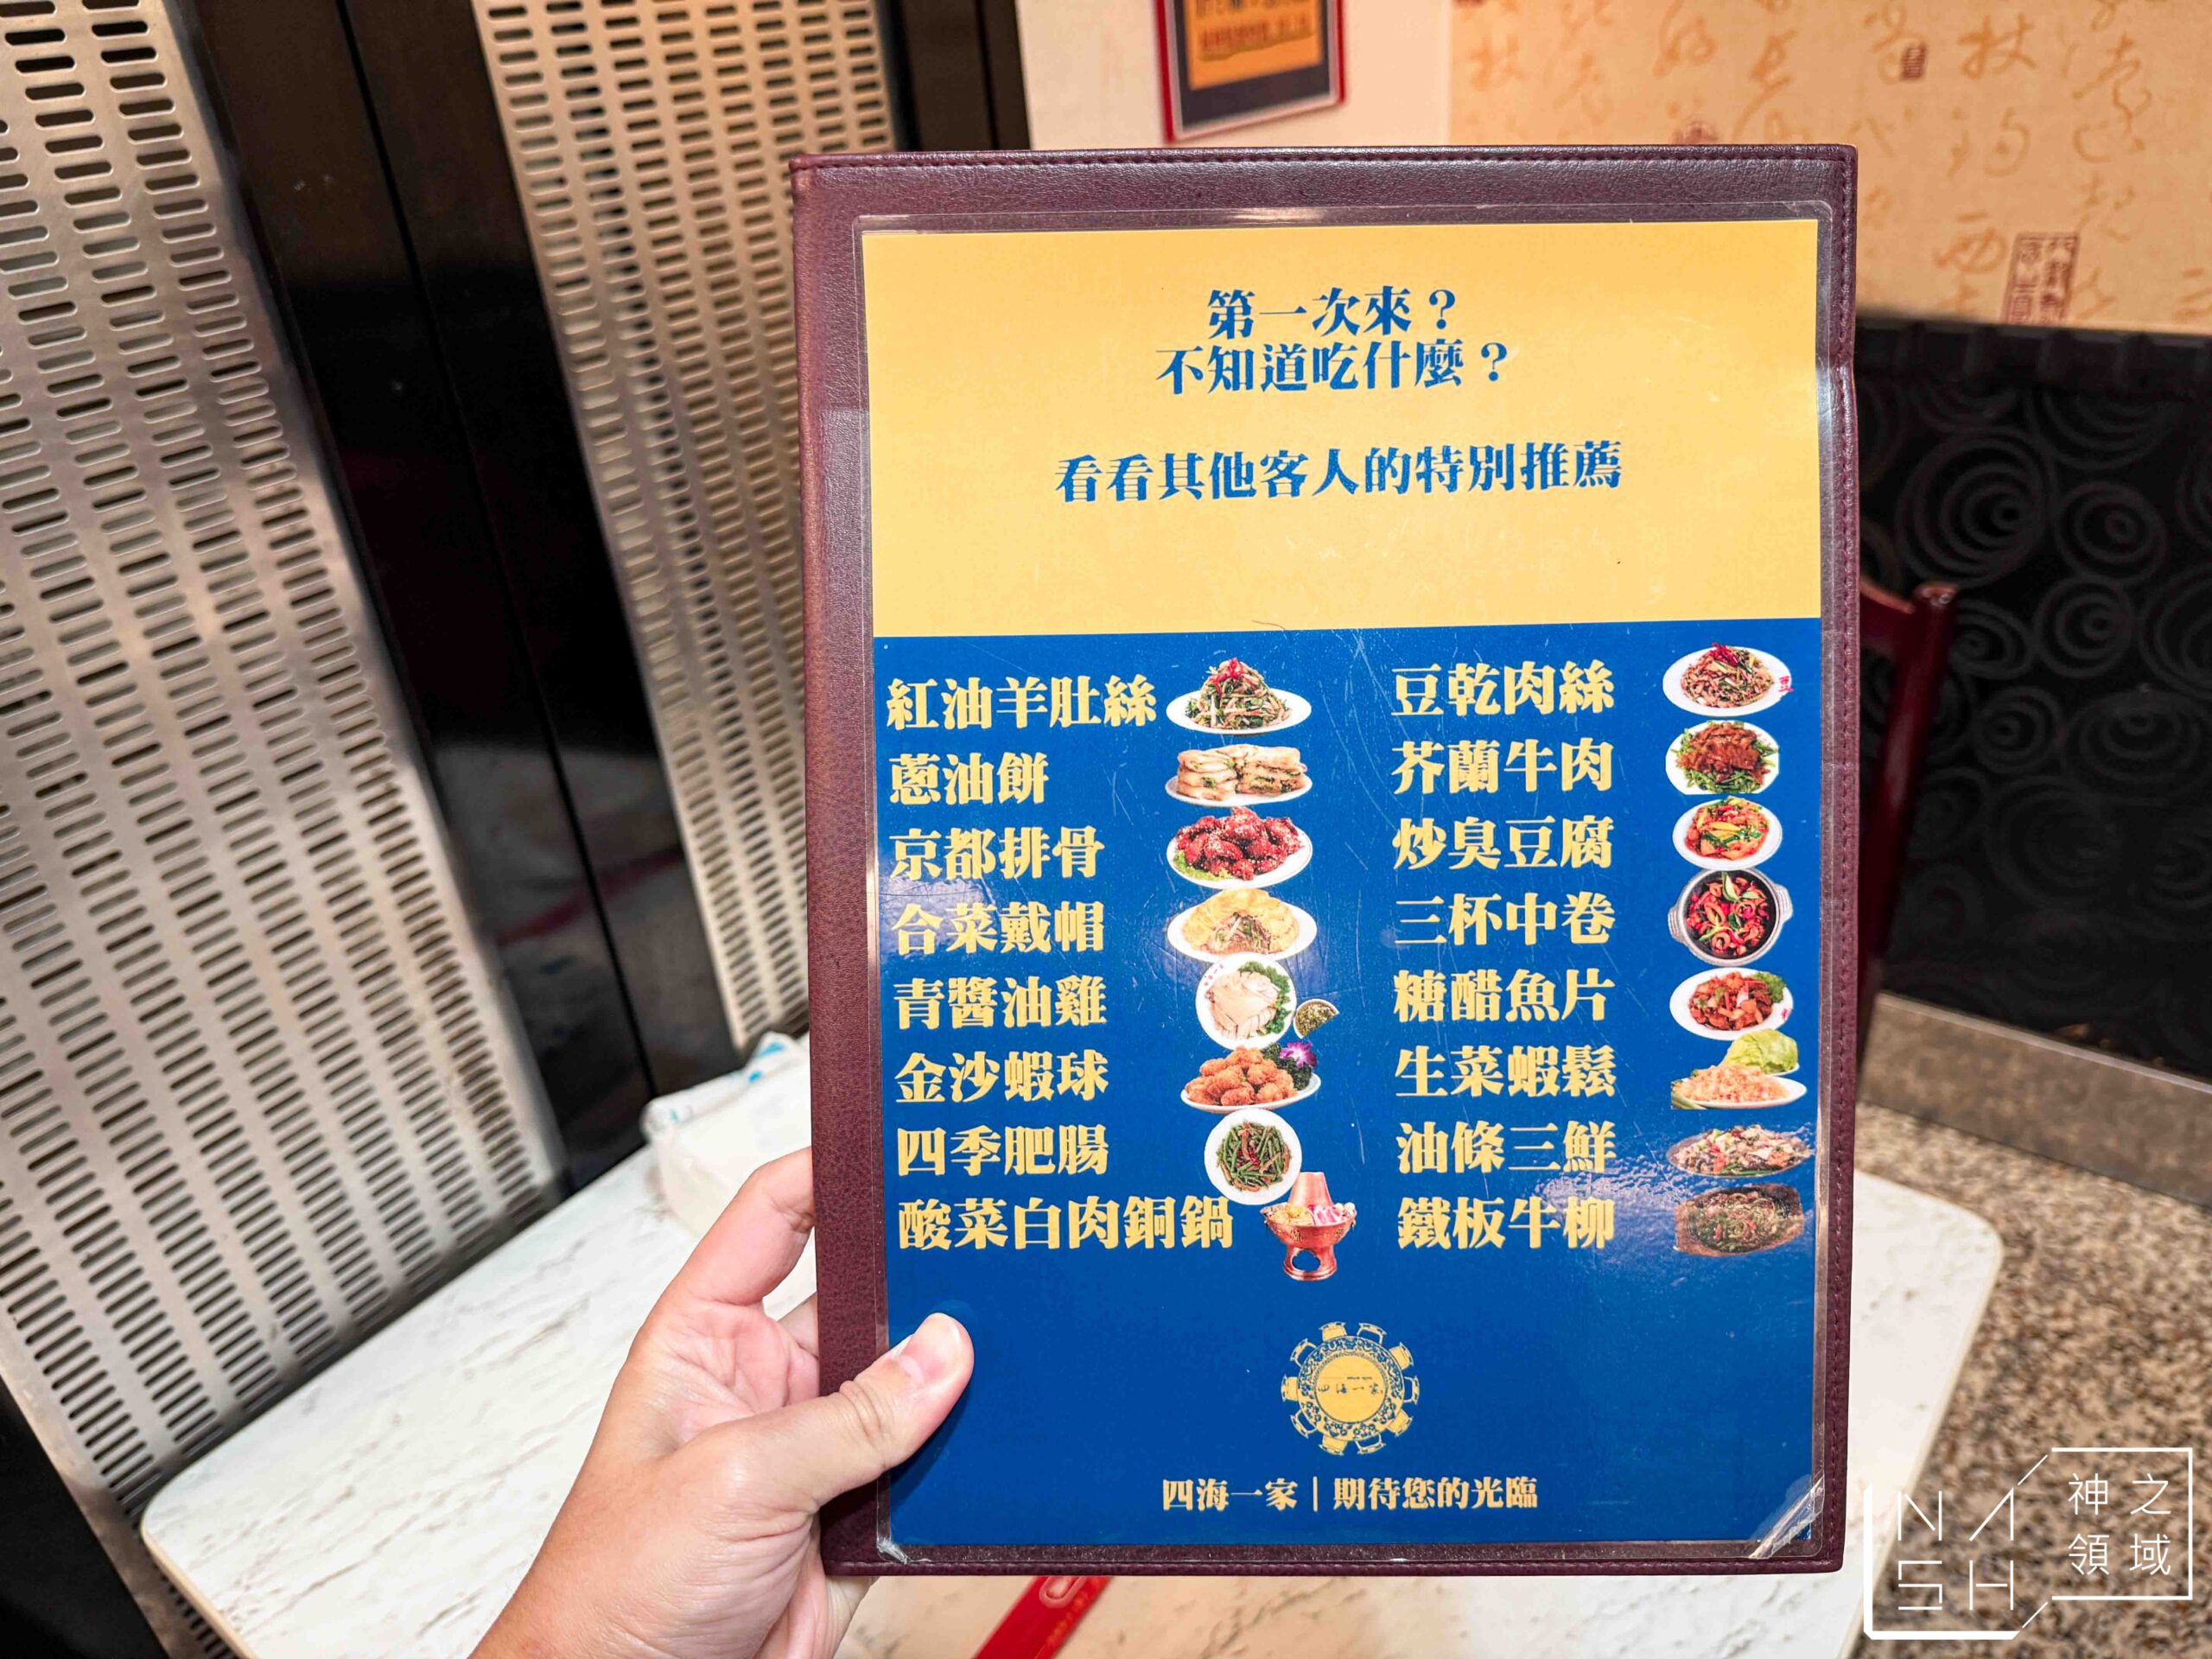 第一次來？
不知道吃什麼？
看看其他客人的特別推薦
紅油羊肚絲
蔥油餅
京都排骨
合菜戴帽
青醬油雞
金沙蝦球
四季肥腸
酸菜白肉銅鍋
豆乾肉絲
芥蘭牛肉
炒臭豆腐
三杯中卷
糖醋魚片
生菜蝦鬆
油條三鮮
鐵板牛柳
四海一家
四海一家｜期待您的光臨
NASH
神之領域